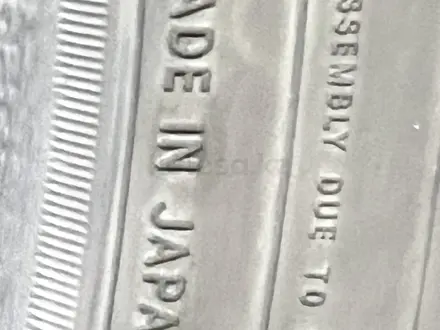 ADE IN JAPA
SSEMBLY DUE TO